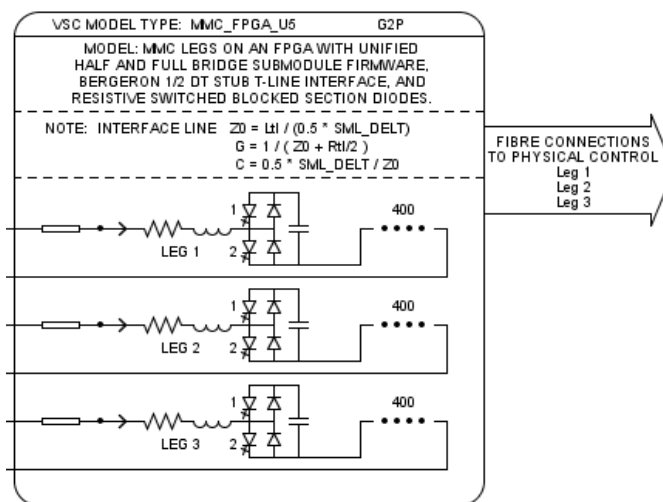 VSC MODEL TYPE: MMC_FPGA_U5 G2P
MODEL: MMC LEGS ON AN FPGA WITH UNIFIED
HALF AND FULL BRIDGE SUBMODULE FIRMWARE,
BERGERON 1/2 DT STUB T-LINE INTERFACE, AND
RESISTIVE SWITCHED BLOCKED SECTION DIODES.
NOTE: INTERFACE LINE Z0 = Ltl / (0.5 * SML_DELT)
G = 1 / ( Z0 + Rtl/2 )
C = 0.5 * SML_DELT / Z0
FIBRE CONNECTIONS
TO PHYSICAL CONTROL
Leg 1
Leg 2
Leg 3
1
400
LEG 1
2
1
400
LEG 2
2
1
400
LEG 3
2